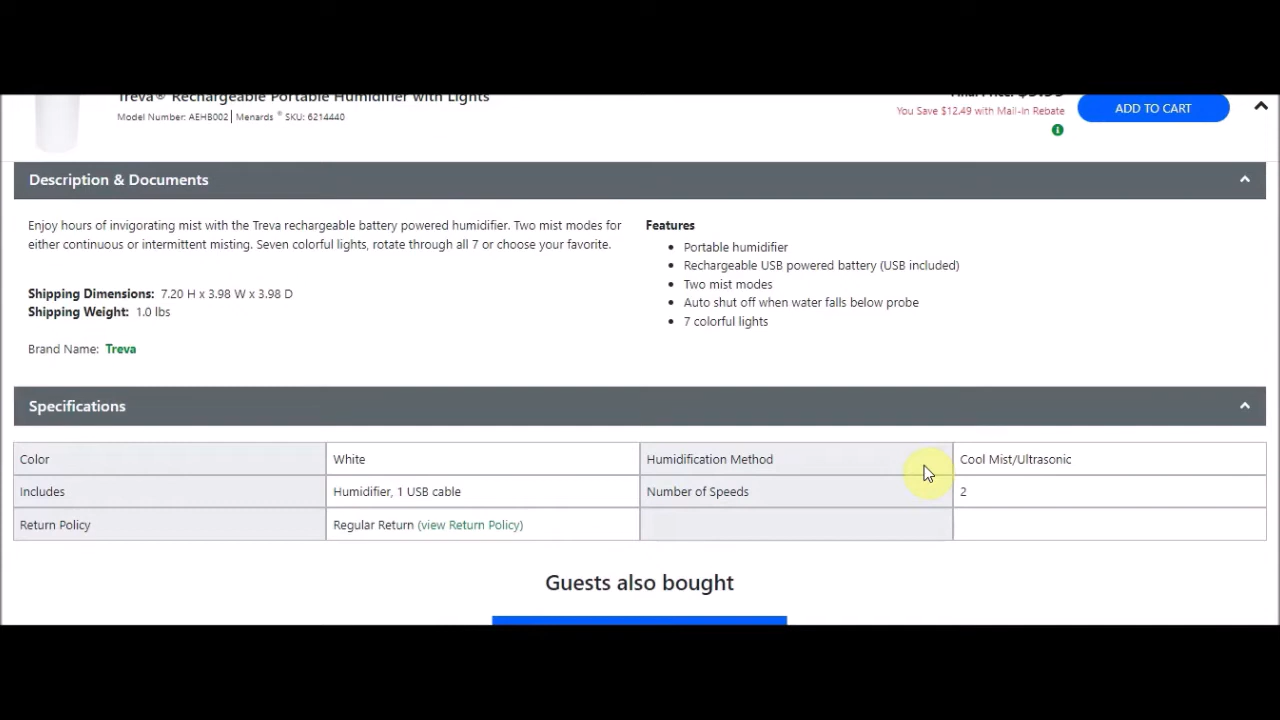 Treva® Rechargeable Portable Humidifier with Lights
Model Number: AEHB002 | Menards ® SKU: 6214440
You Save $12.49 with Mail-In Rebate
ADD TO CART
Description & Documents
Enjoy hours of invigorating mist with the Treva rechargeable battery powered humidifier. Two mist modes for
either continuous or intermittent misting. Seven colorful lights, rotate through all 7 or choose your favorite.
Shipping Dimensions: 7.20 H x 3.98 W x 3.98 D
Shipping Weight: 1.0 lbs
Brand Name: Treva
Features
Portable humidifier
Rechargeable USB powered battery (USB included)
Two mist modes
Auto shut off when water falls below probe
7 colorful lights
Specifications
Color White Humidification Method Cool Mist/Ultrasonic
Includes Humidifier, 1 USB cable Number of Speeds 2
Return Policy Regular Return (view Return Policy)
Guests also bought